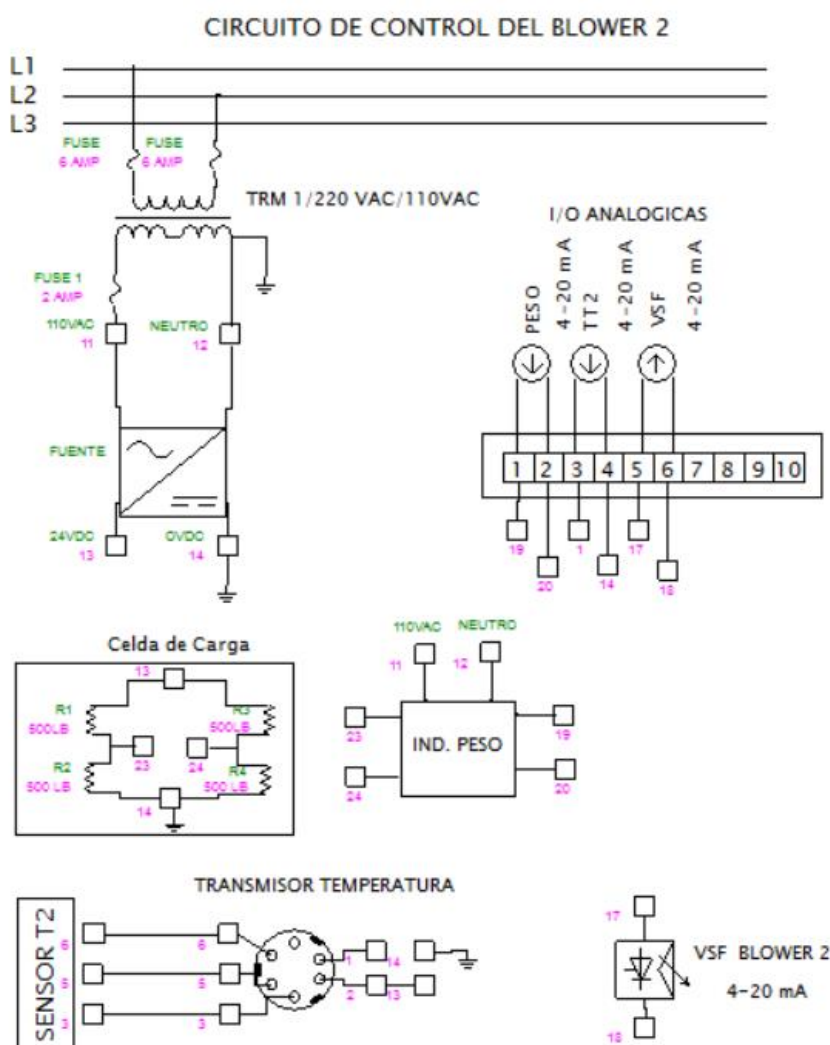 CIRCUITO DE CONTROL DEL BLOWER 2
L1
L2
L3
FUSE
6 AMP
FUSE
6 AMP
TRM 1/220 VAC/110VAC
FUSE 1
2 AMP
110VAC
11
NEUTRO
12
FUENTE
24VDC
13
0VDC
14
I/O ANALOGICAS
PESO
4-20 mA
TT2
4-20 mA
VSF
4-20 mA
1 2 3 4 5 6 7 8 9 10
19
20
1
14
17
18
Celda de Carga
13
R1
500LB
R3
500LB
23
24
R2
500 LB
R4
500 LB
14
110VAC
11
NEUTRO
12
23
24
IND. PESO
19
20
TRANSMISOR TEMPERATURA
SENSOR T2
6
5
3
6
5
3
1
14
2
13
17
VSF BLOWER 2
4-20 mA
18